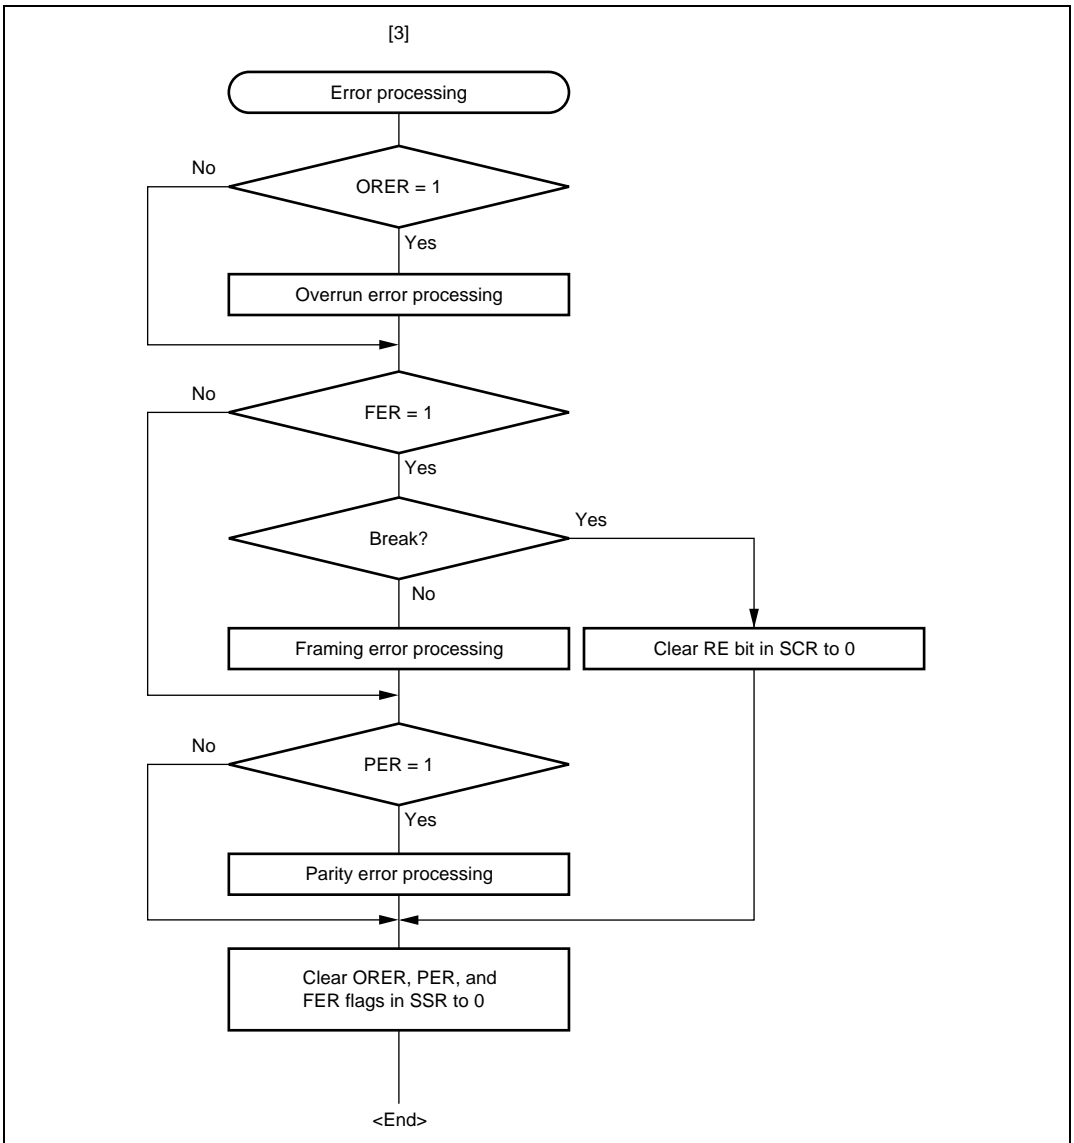 [3]
Error processing
No
ORER = 1
Yes
Overrun error processing
No
FER = 1
Yes
Break?
Yes
No
Framing error processing
Clear RE bit in SCR to 0
No
PER = 1
Yes
Parity error processing
Clear ORER, PER, and
FER flags in SSR to 0
<End>